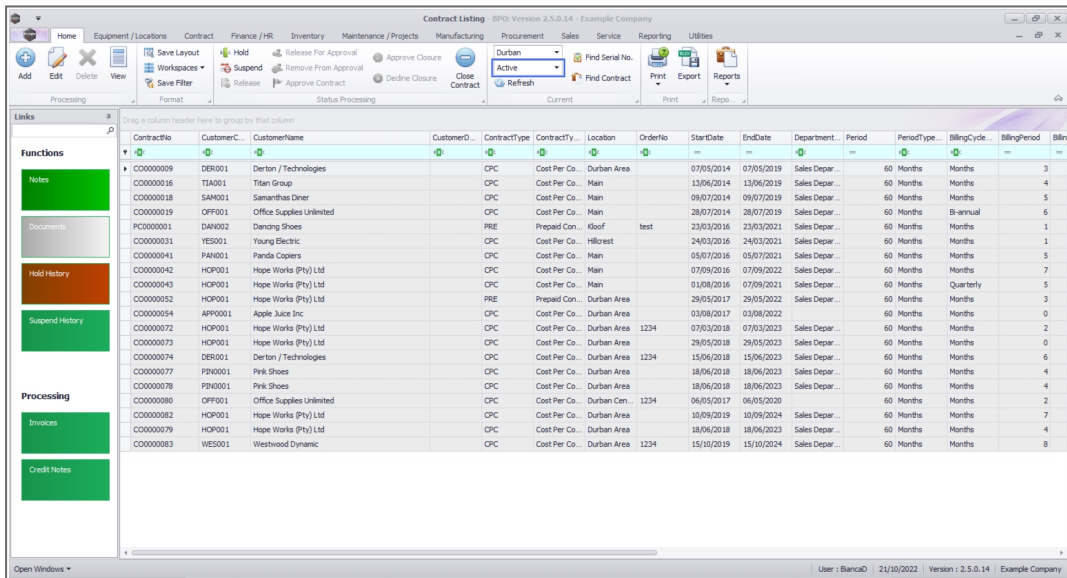 Contract Listing - BPO: Version 2.5.0.14 - Example Company
Home Equipment / Locations Contract Finance / HR Inventory Maintenance / Projects Manufacturing Procurement Sales Service Reporting Utilities
Add Edit Delete View
Processing
Save Layout
Workspaces
Save Filter
Format
Hold
Suspend
Release
Release For Approval
Remove From Approval
Approve Contract
Approve Closure
Decline Closure
Close Contract
Status Processing
Durban
Active
Refresh
Find Serial No.
Find Contract
Current
Print Export
Print
Reports
Repo...
Links
Functions
Notes
Documents
Hold History
Suspend History
Processing
Invoices
Credit Notes
Drag a column header here to group by that column
ContractNo CustomerC... CustomerName CustomerD... ContractType ContractTy... Location OrderNo StartDate EndDate Department... Period PeriodType... BillingCycle... BillingPeriod Billin
CO0000009 DER001 Derton / Technologies CPC Cost Per Co... Durban Area 07/05/2014 07/05/2019 Sales Depar... 60 Months Months 3
CO0000016 TIA001 Titan Group CPC Cost Per Co... Main 13/06/2014 13/06/2019 Sales Depar... 60 Months Months 4
CO0000018 SAM001 Samanthas Diner CPC Cost Per Co... Main 09/07/2014 09/07/2019 Sales Depar... 60 Months Months 5
CO0000019 OFF001 Office Supplies Unlimited CPC Cost Per Co... Main 28/07/2014 28/07/2019 Sales Depar... 60 Months Bi-annual 6
PC0000001 DAN002 Dancing Shoes PRE Prepaid Con... Kloof test 23/03/2016 23/03/2021 Sales Depar... 60 Months Months 1
CO0000031 YES001 Young Electric CPC Cost Per Co... Hillcrest 24/03/2016 24/03/2021 Sales Depar... 60 Months Months 1
CO0000041 PAN001 Panda Copiers CPC Cost Per Co... Main 05/07/2016 05/07/2021 Sales Depar... 60 Months Months 5
CO0000042 HOP001 Hope Works (Pty) Ltd CPC Cost Per Co... Main 07/09/2016 07/09/2022 Sales Depar... 60 Months Months 7
CO0000043 HOP001 Hope Works (Pty) Ltd CPC Cost Per Co... Main 01/08/2016 07/09/2021 Sales Depar... 60 Months Quarterly 5
CO0000052 HOP001 Hope Works (Pty) Ltd PRE Prepaid Con... Durban Area 29/05/2017 29/05/2022 Sales Depar... 60 Months Months 3
CO0000054 APP0001 Apple Juice Inc CPC Cost Per Co... Durban Area 03/08/2017 03/08/2022 60 Months Months 0
CO0000072 HOP001 Hope Works (Pty) Ltd CPC Cost Per Co... Durban Area 1234 07/03/2018 07/03/2023 Sales Depar... 60 Months Months 2
CO0000073 HOP001 Hope Works (Pty) Ltd CPC Cost Per Co... Durban Area 29/05/2018 29/05/2023 Sales Depar... 60 Months Months 0
CO0000074 DER001 Derton / Technologies CPC Cost Per Co... Durban Area 1234 15/06/2018 15/06/2023 Sales Depar... 60 Months Months 6
CO0000077 PIN0001 Pink Shoes CPC Cost Per Co... Durban Area 18/06/2018 18/06/2023 Sales Depar... 60 Months Months 4
CO0000078 PIN0001 Pink Shoes CPC Cost Per Co... Durban Area 18/06/2018 18/06/2023 Sales Depar... 60 Months Months 4
CO0000080 OFF001 Office Supplies Unlimited CPC Cost Per Co... Durban Cen... 1234 06/05/2017 06/05/2020 60 Months Months 2
CO0000082 HOP001 Hope Works (Pty) Ltd CPC Cost Per Co... Durban Area 10/09/2019 10/09/2024 Sales Depar... 60 Months Months 7
CO0000079 HOP001 Hope Works (Pty) Ltd CPC Cost Per Co... Durban Area 18/06/2018 18/06/2023 Sales Depar... 60 Months Months 4
CO0000083 WES001 Westwood Dynamic CPC Cost Per Co... Durban Area 1234 15/10/2019 15/10/2024 Sales Depar... 60 Months Months 8
Open Windows User : BiancaD 21/10/2022 Version : 2.5.0.14 Example Company